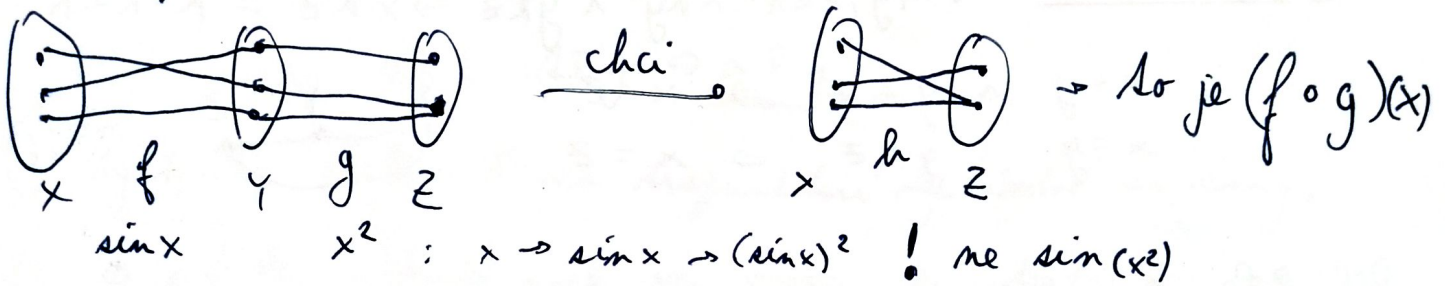 chci → to je (f ∘ g)(x)
X f Y g Z x h Z
sin x x² : x → sin x → (sin x)² ! ne sin (x²)